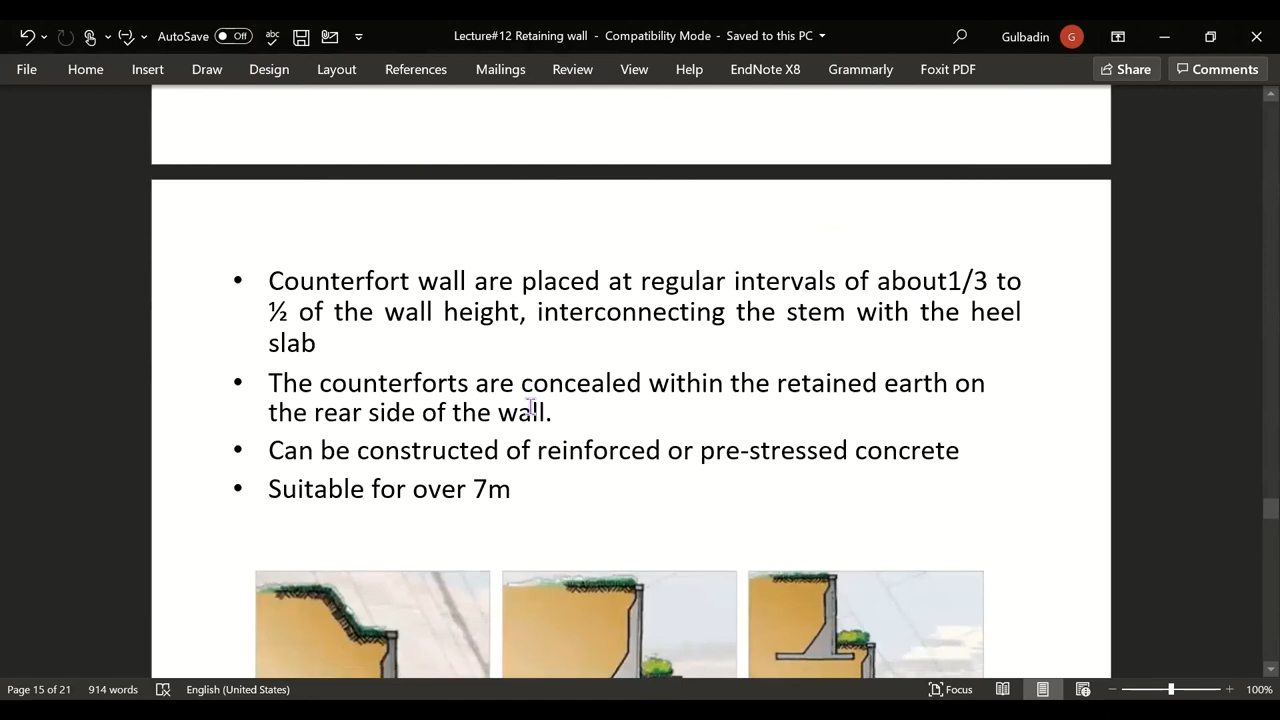 AutoSave Off abc Lecture#12 Retaining wall - Compatibility Mode - Saved to this PC Gulbadin G
File Home Insert Draw Design Layout References Mailings Review View Help EndNote X8 Grammarly Foxit PDF Share Comments
• Counterfort wall are placed at regular intervals of about1/3 to
½ of the wall height, interconnecting the stem with the heel
slab
• The counterforts are concealed within the retained earth on
the rear side of the wall.
• Can be constructed of reinforced or pre-stressed concrete
• Suitable for over 7m
Page 15 of 21 914 words English (United States) Focus 100%